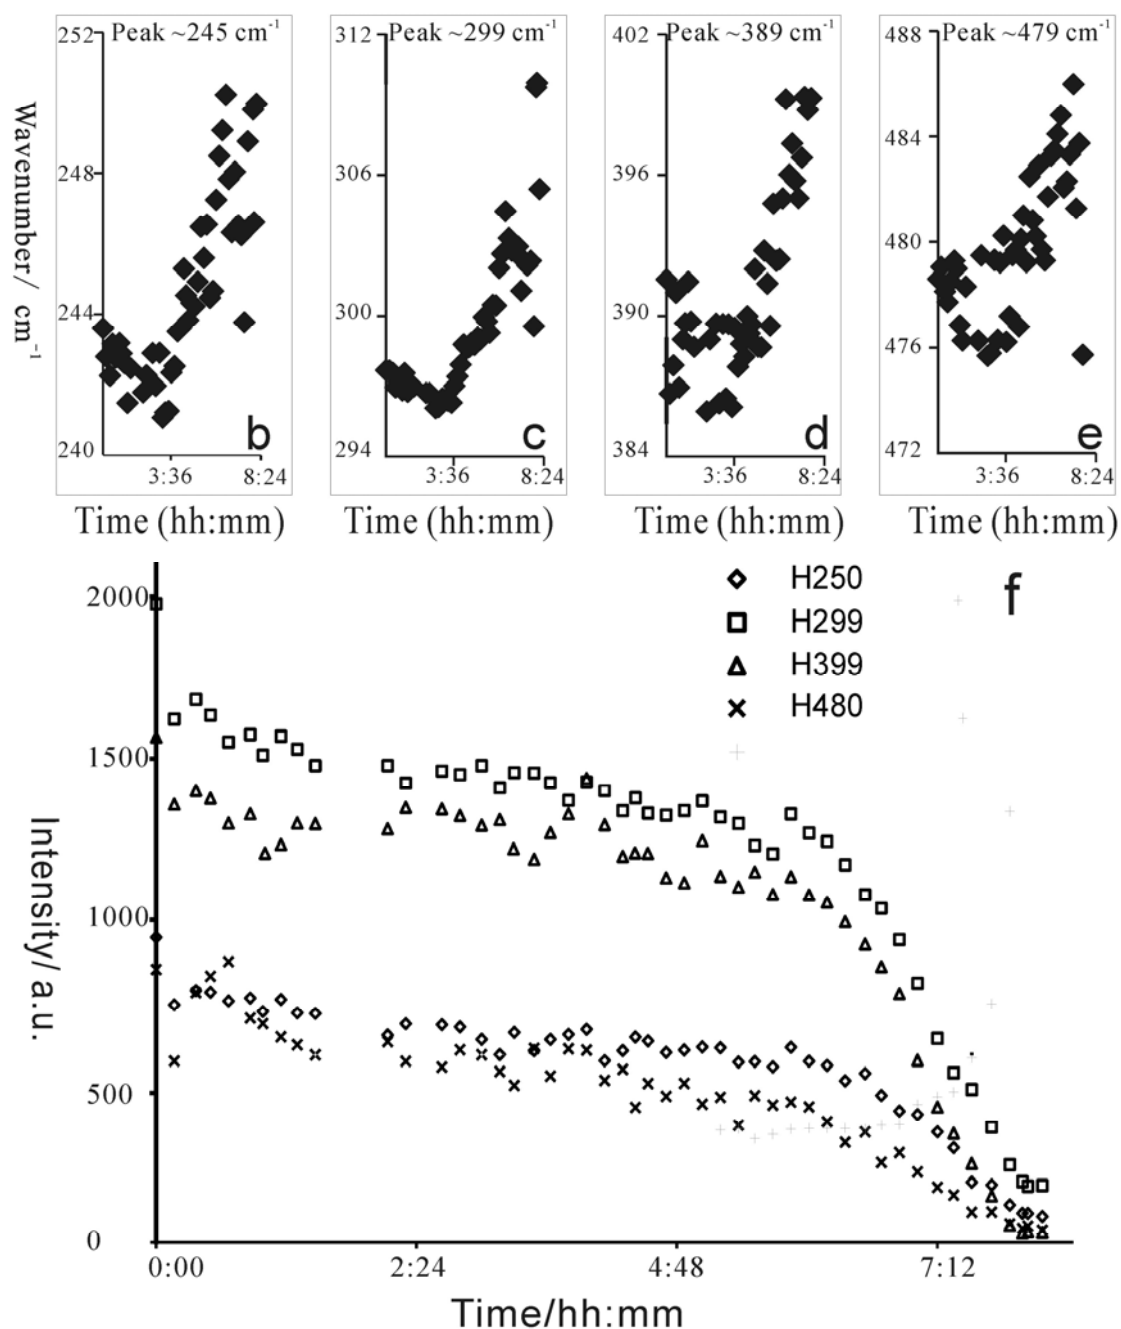 Peak ~245 cm⁻¹
Peak ~299 cm⁻¹
Peak ~389 cm⁻¹
Peak ~479 cm⁻¹
Wavenumber/ cm⁻¹
252
248
244
240
3:36
8:24
b
312
306
300
294
3:36
8:24
c
402
396
390
384
3:36
8:24
d
488
484
480
476
472
3:36
8:24
e
Time (hh:mm)
Time (hh:mm)
Time (hh:mm)
Time (hh:mm)
f
H250
H299
H399
H480
Intensity/ a.u.
2000
1500
1000
500
0
0:00
2:24
4:48
7:12
Time/hh:mm